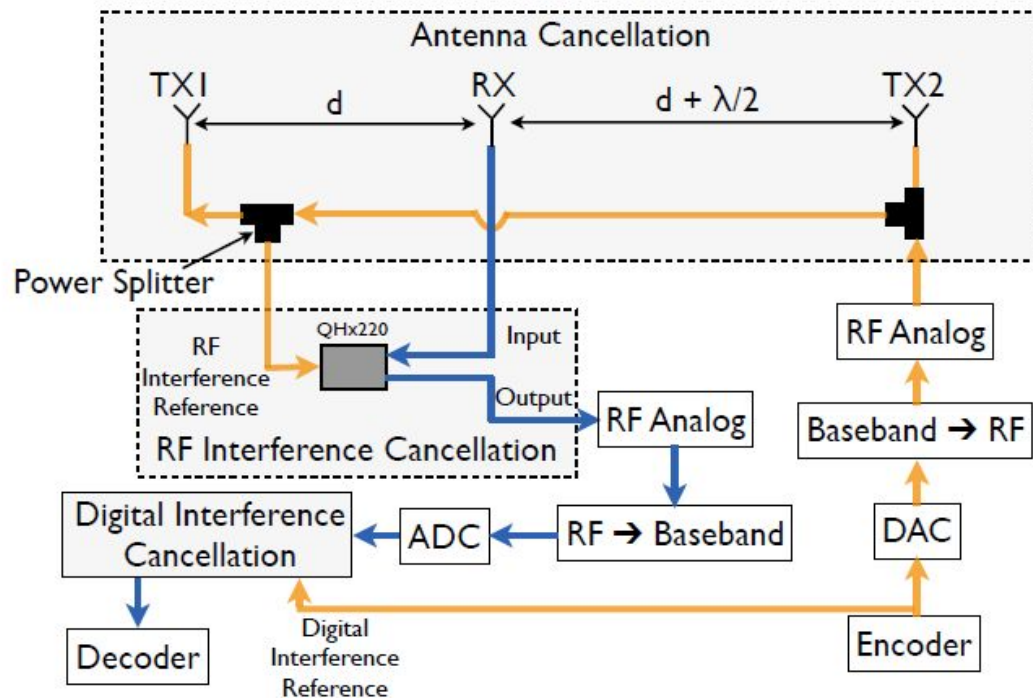 Antenna Cancellation
TX1
RX
TX2
d
d + λ/2
Power Splitter
QHx220
RF
Interference
Reference
Input
Output
RF Interference Cancellation
RF Analog
RF Analog
Baseband ➔ RF
Digital Interference
Cancellation
ADC
RF ➔ Baseband
DAC
Decoder
Digital
Interference
Reference
Encoder